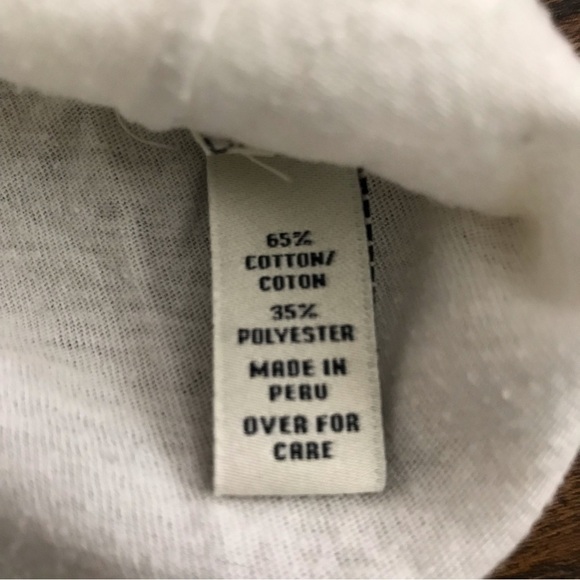 65%
COTTON/
COTON
35%
POLYESTER
MADE IN
PERU
OVER FOR
CARE